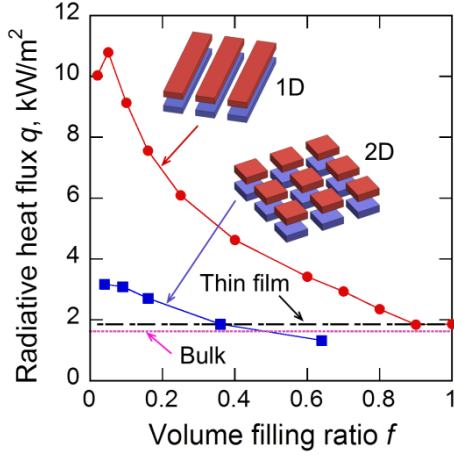 Radiative heat flux q, kW/m²
12
10
8
6
4
2
0
1D
2D
Thin film
Bulk
0 0.2 0.4 0.6 0.8 1
Volume filling ratio f